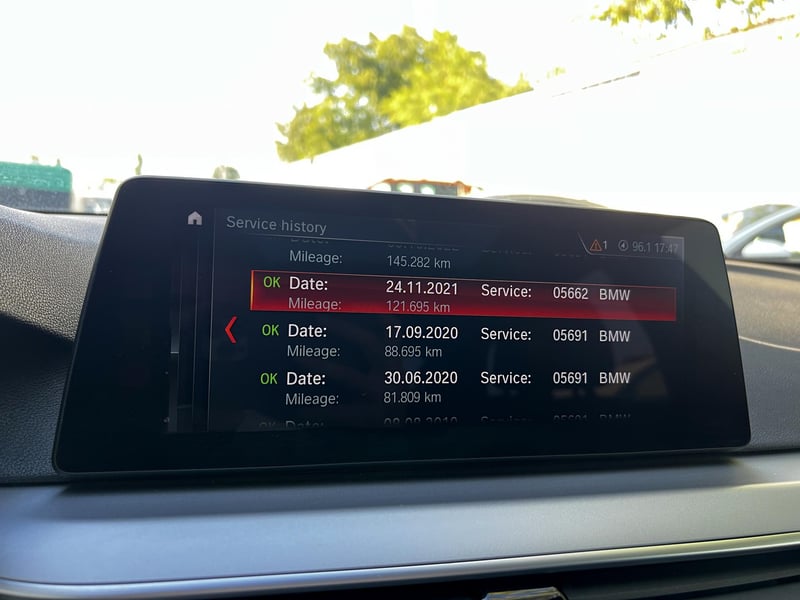 Service history
1 96.1 17:47
Mileage: 145.282 km
OK Date: 24.11.2021 Service: 05662 BMW
Mileage: 121.695 km
OK Date: 17.09.2020 Service: 05691 BMW
Mileage: 88.695 km
OK Date: 30.06.2020 Service: 05691 BMW
Mileage: 81.809 km